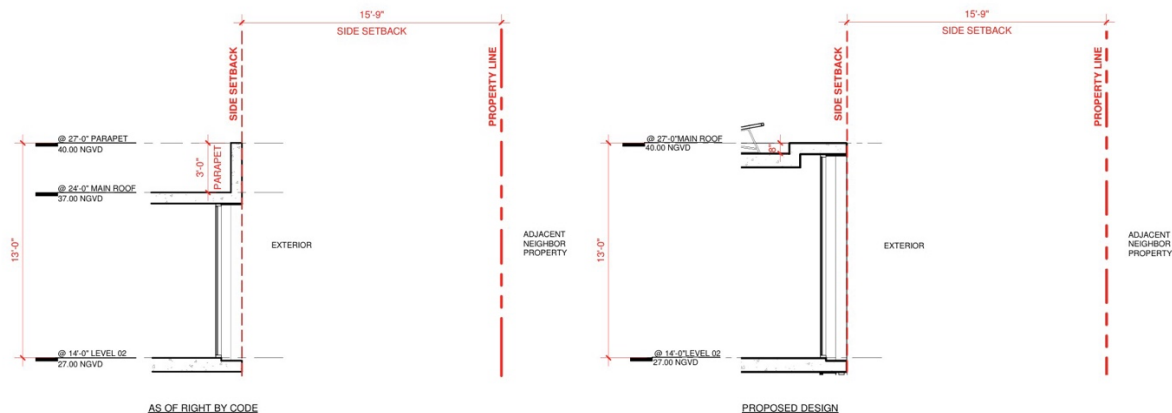 15'-9"
SIDE SETBACK
SIDE SETBACK
PROPERTY LINE
@ 27'-0" PARAPET
40.00 NGVD
3'-0"
PARAPET
@ 24'-0" MAIN ROOF
37.00 NGVD
13'-0"
EXTERIOR
ADJACENT
NEIGHBOR
PROPERTY
@ 14'-0" LEVEL 02
27.00 NGVD
AS OF RIGHT BY CODE
15'-9"
SIDE SETBACK
SIDE SETBACK
PROPERTY LINE
@ 27'-0"MAIN ROOF
40.00 NGVD
8"
13'-0"
EXTERIOR
ADJACENT
NEIGHBOR
PROPERTY
@ 14'-0"LEVEL 02
27.00 NGVD
PROPOSED DESIGN